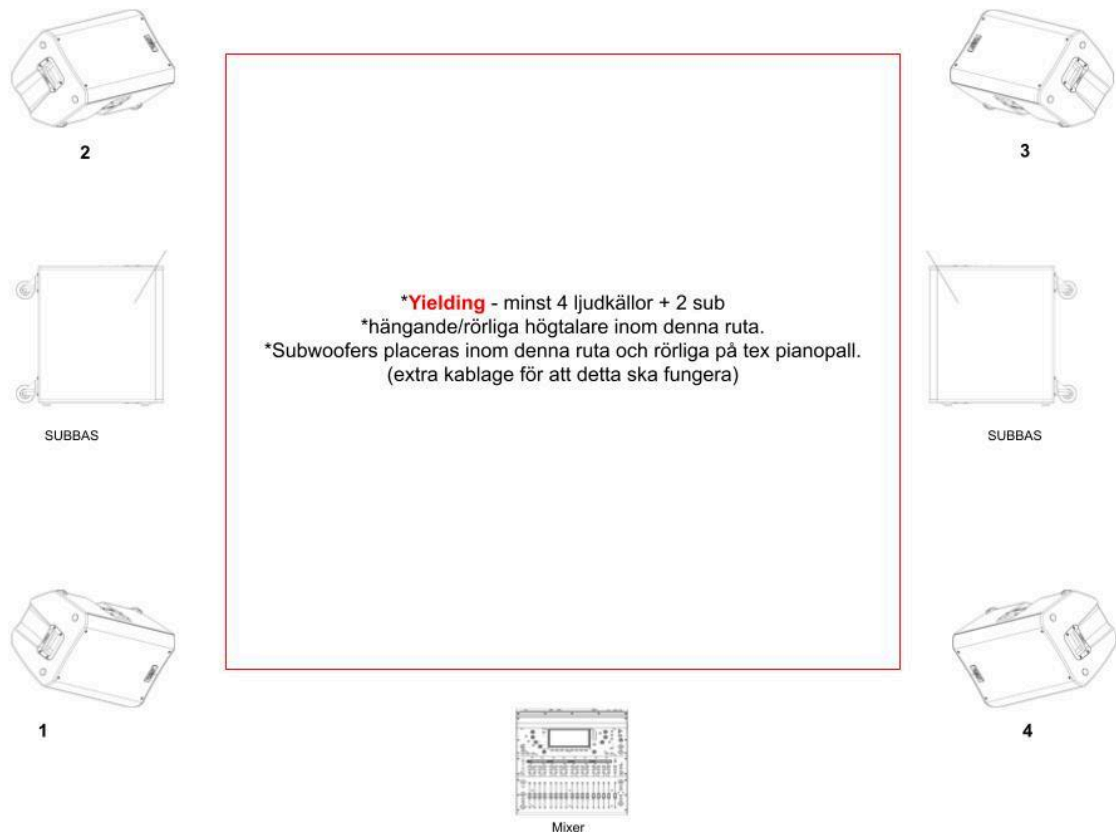 2
3
*Yielding - minst 4 ljudkällor + 2 sub
*hängande/rörliga högtalare inom denna ruta.
*Subwoofers placeras inom denna ruta och rörliga på tex pianopall.
(extra kablage för att detta ska fungera)
SUBBAS
SUBBAS
1
4
Mixer